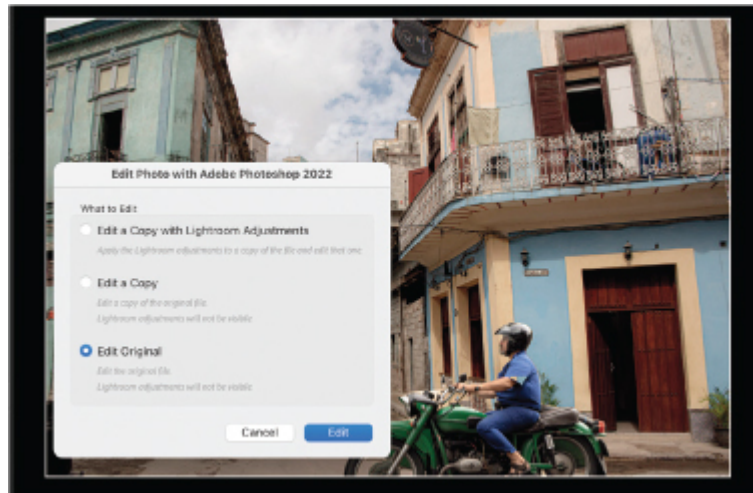 Edit Photo with Adobe Photoshop 2022
What to Edit
Edit a Copy with Lightroom Adjustments
Apply the Lightroom adjustments to a copy of the file and edit that one
Edit a Copy
Edit a copy of the original file.
Lightroom adjustments will not be visible
Edit Original
Edit the original file.
Lightroom adjustments will not be visible
Cancel
Edit